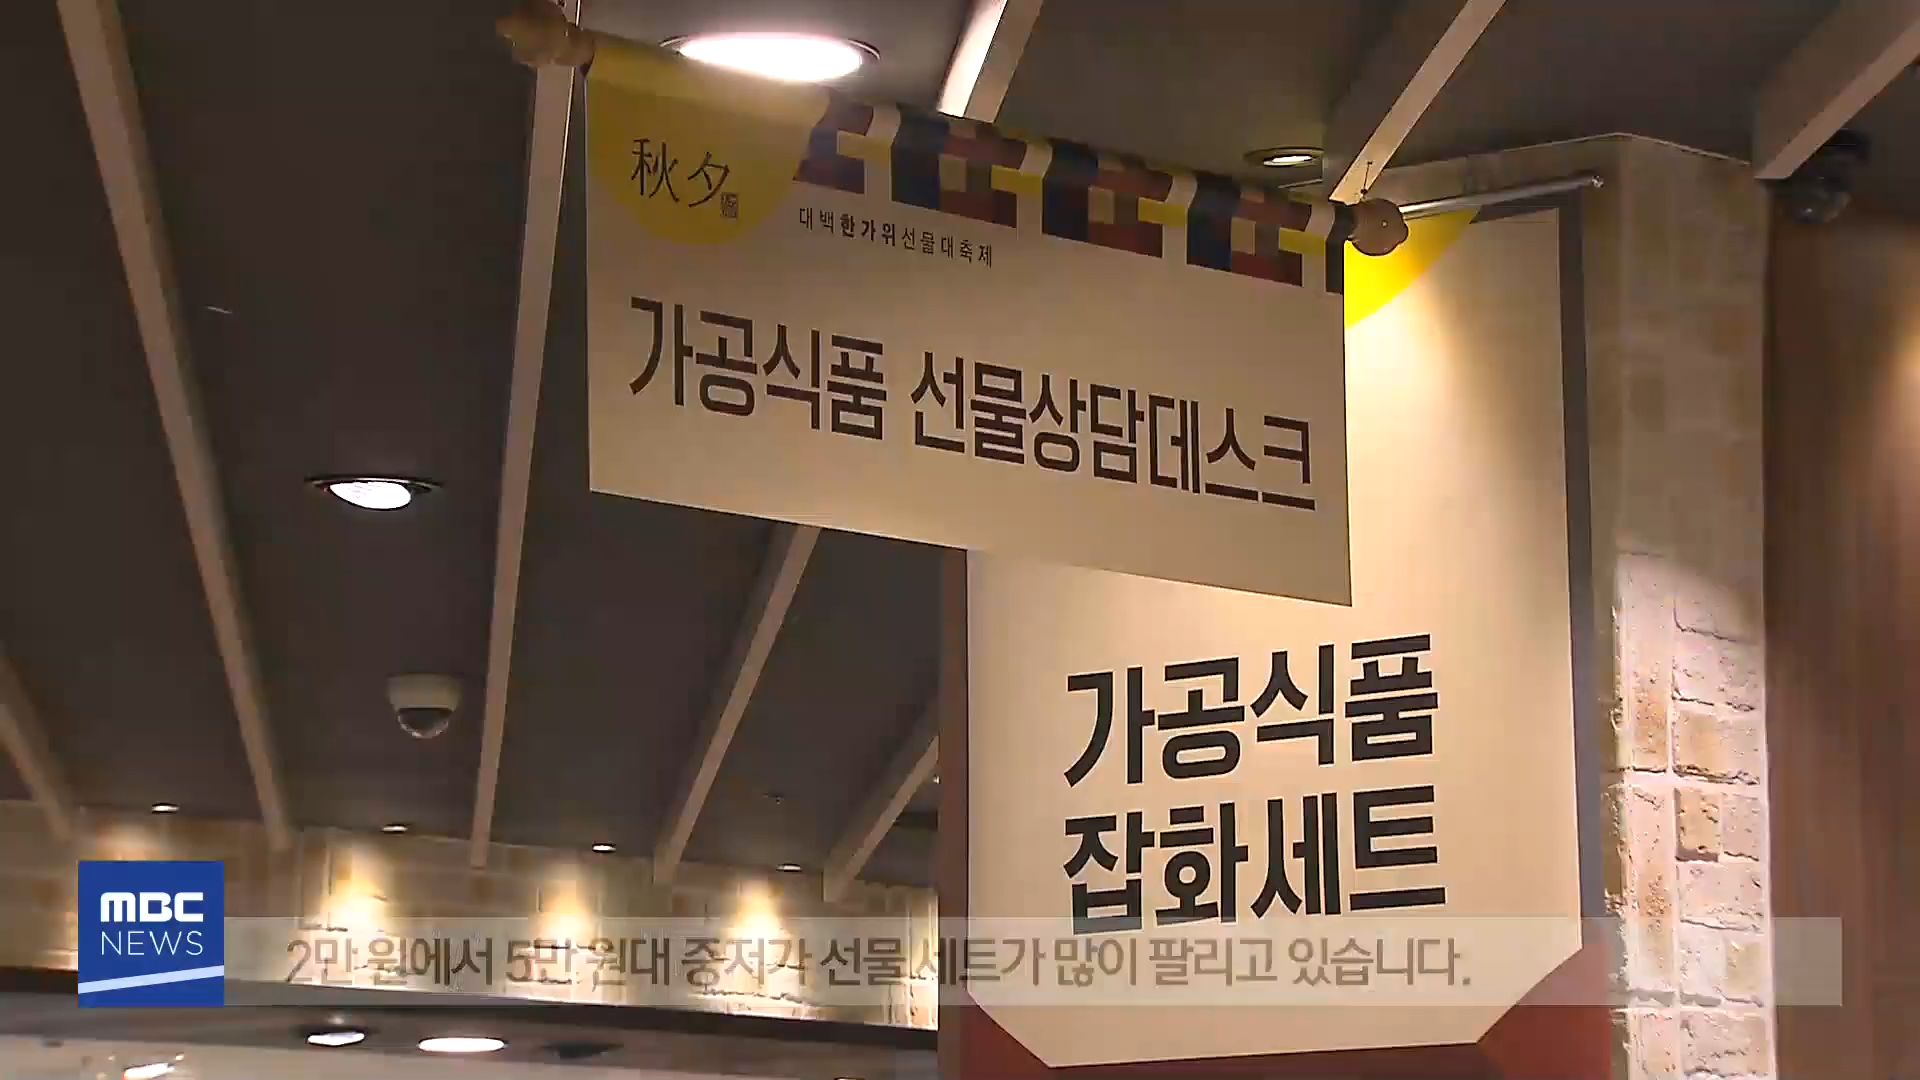 秋夕
대백한가위선물대축제
가공식품 선물상담데스크
가공식품
잡화세트
MBC
NEWS
2만 원에서 5만 원대 중저가 선물 세트가 많이 팔리고 있습니다.